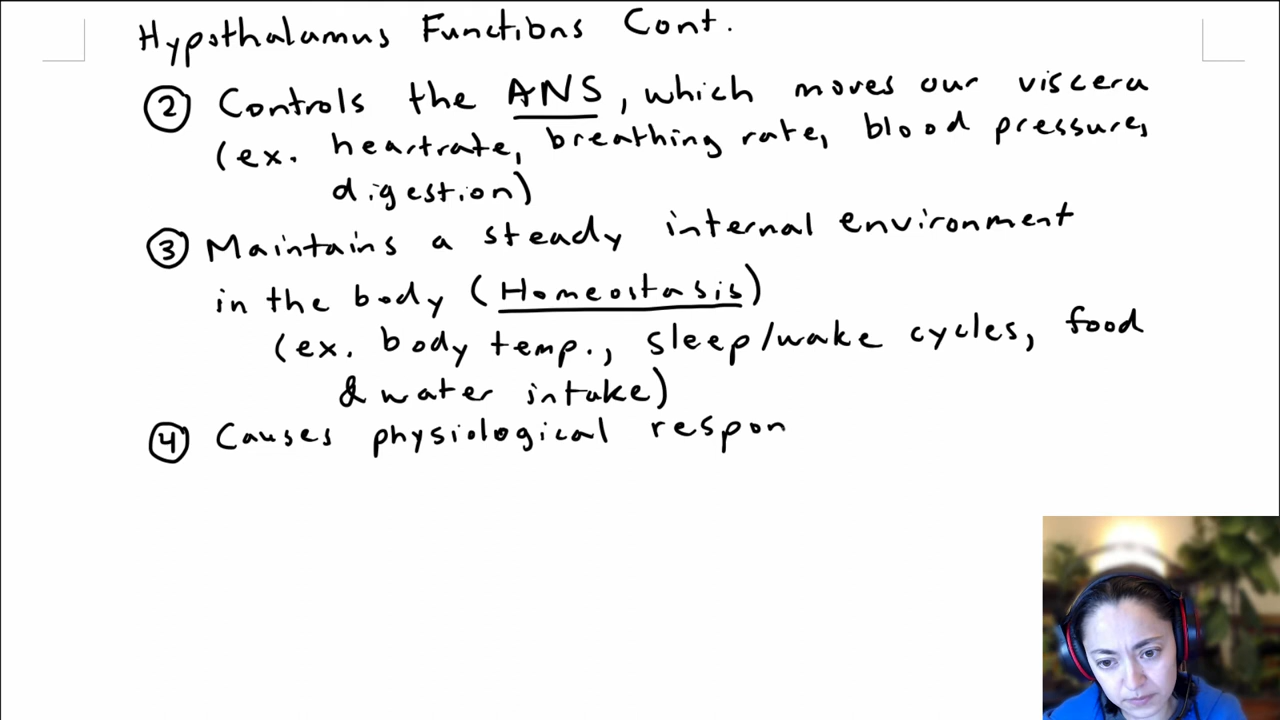 Hypothalamus Functions Cont.
② Controls the ANS, which moves our viscera
(ex. heartrate, breathing rate, blood pressure,
digestion)
③ Maintains a steady internal environment
in the body (Homeostasis)
(ex. body temp., sleep/wake cycles, food
& water intake)
④ Causes physiological respon